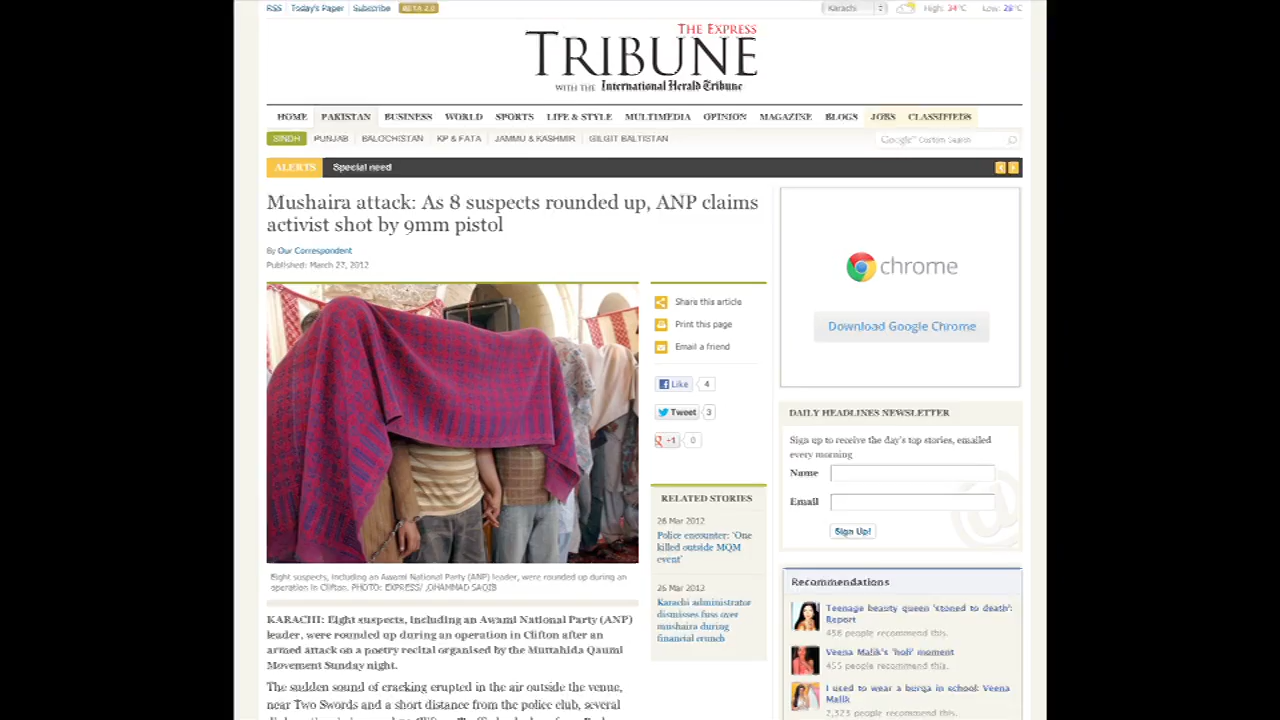 RSS Today's Paper Subscribe BETA 2.0
Karachi High: 34°C Low: 28°C
THE EXPRESS
TRIBUNE
WITH THE International Herald Tribune
HOME PAKISTAN BUSINESS WORLD SPORTS LIFE & STYLE MULTIMEDIA OPINION MAGAZINE BLOGS JOBS CLASSIFIEDS
SINDH PUNJAB BALOCHISTAN KP & FATA JAMMU & KASHMIR GILGIT BALTISTAN
Google™ Custom Search
ALERTS Special need
Mushaira attack: As 8 suspects rounded up, ANP claims
activist shot by 9mm pistol
By Our Correspondent
Published: March 27, 2012
Eight suspects, including an Awami National Party (ANP) leader, were rounded up during an
operation in Clifton. PHOTO: EXPRESS/
KARACHI: Eight suspects, including an Awami National Party (ANP)
leader, were rounded up during an operation in Clifton after an
armed attack on a poetry recital organised by the Muttahida Qaumi
Movement Sunday night.
The sudden sound of cracking erupted in the air outside the venue,
near Two Swords and a short distance from the police club, several
Share this article
Print this page
Email a friend
Like 4
Tweet 3
+1 0
RELATED STORIES
26 Mar 2012
Police encounter: 'One
killed outside MQM
event'
26 Mar 2012
Karachi administrator
dismisses fuss over
mushaira during
financial crunch
chrome
Download Google Chrome
DAILY HEADLINES NEWSLETTER
Sign up to receive the day's top stories, emailed
every morning
Name
Email
@
Sign Up!
Recommendations
Teenage beauty queen 'stoned to death':
Report
458 people recommend this.
Veena Malik's 'holi' moment
455 people recommend this.
I used to wear a burqa in school: Veena
Malik
2,323 people recommend this.